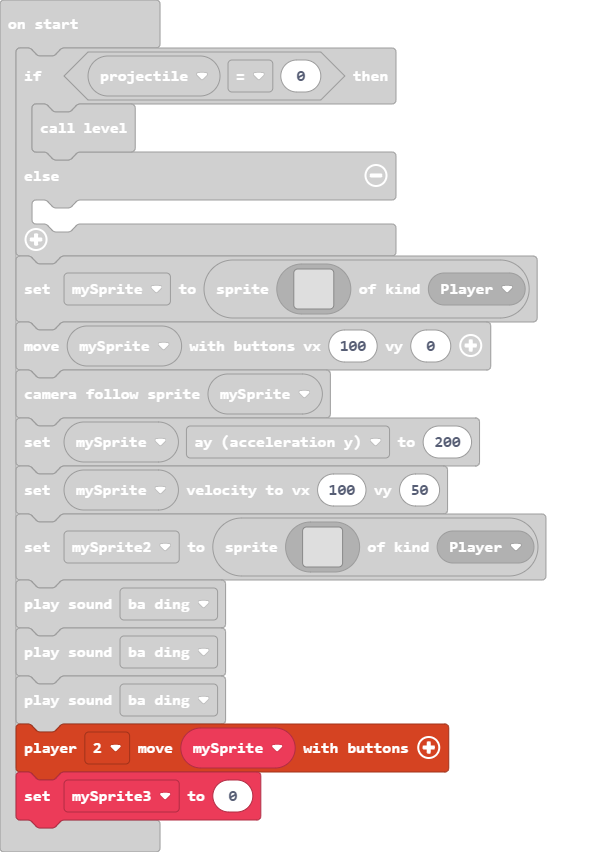 on start
if projectile = 0 then
call level
else
set mySprite to sprite of kind Player
move mySprite with buttons vx 100 vy 0
camera follow sprite mySprite
set mySprite ay (acceleration y) to 200
set mySprite velocity to vx 100 vy 50
set mySprite2 to sprite of kind Player
play sound ba ding
play sound ba ding
play sound ba ding
player 2 move mySprite with buttons
set mySprite3 to 0